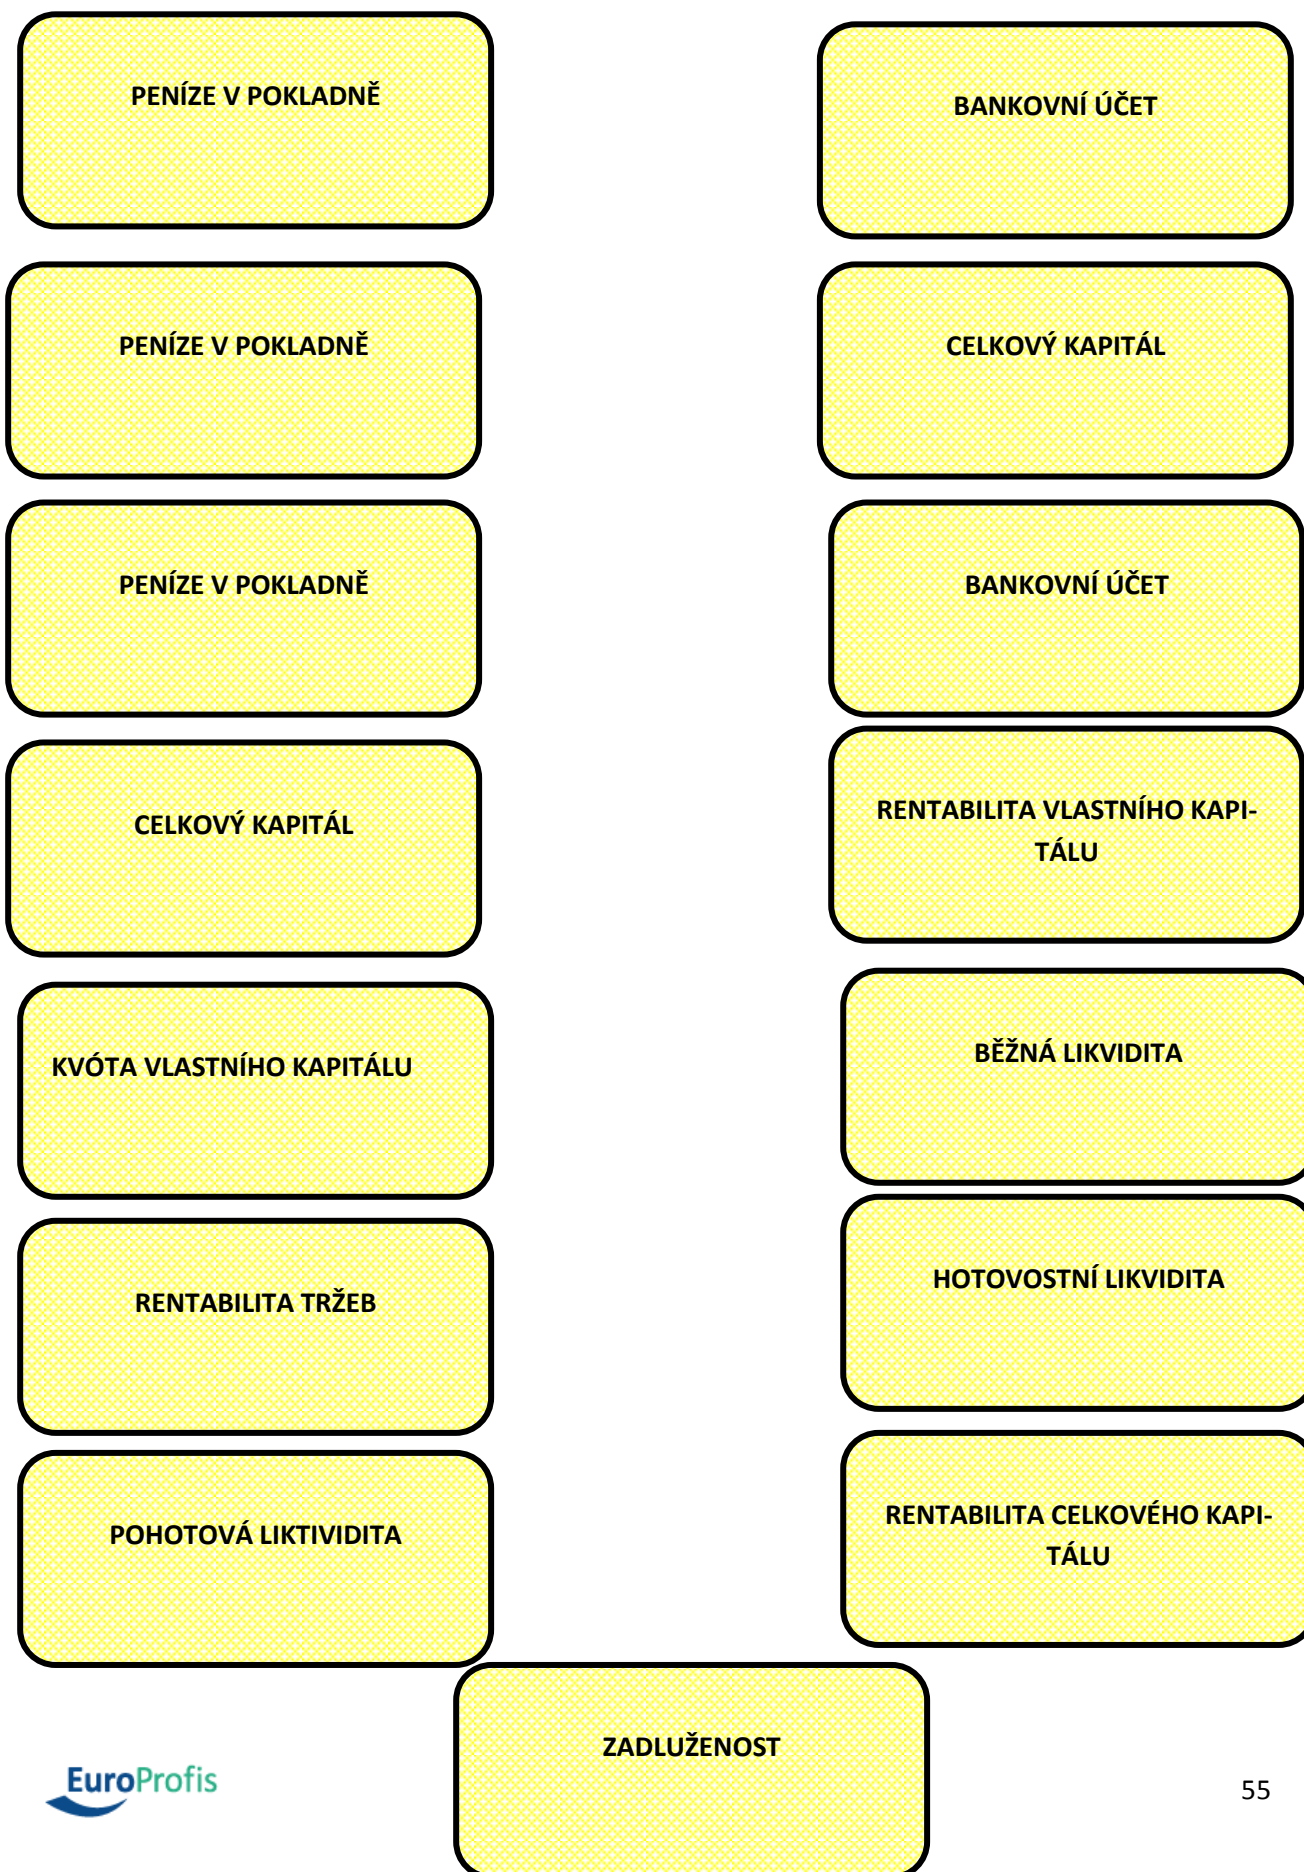 PENÍZE V POKLADNĚ
BANKOVNÍ ÚČET
PENÍZE V POKLADNĚ
CELKOVÝ KAPITÁL
PENÍZE V POKLADNĚ
BANKOVNÍ ÚČET
CELKOVÝ KAPITÁL
RENTABILITA VLASTNÍHO KAPI-
TÁLU
KVÓTA VLASTNÍHO KAPITÁLU
BĚŽNÁ LIKVIDITA
RENTABILITA TRŽEB
HOTOVOSTNÍ LIKVIDITA
POHOTOVÁ LIKTIVIDITA
RENTABILITA CELKOVÉHO KAPI-
TÁLU
ZADLUŽENOST
EuroProfis
55